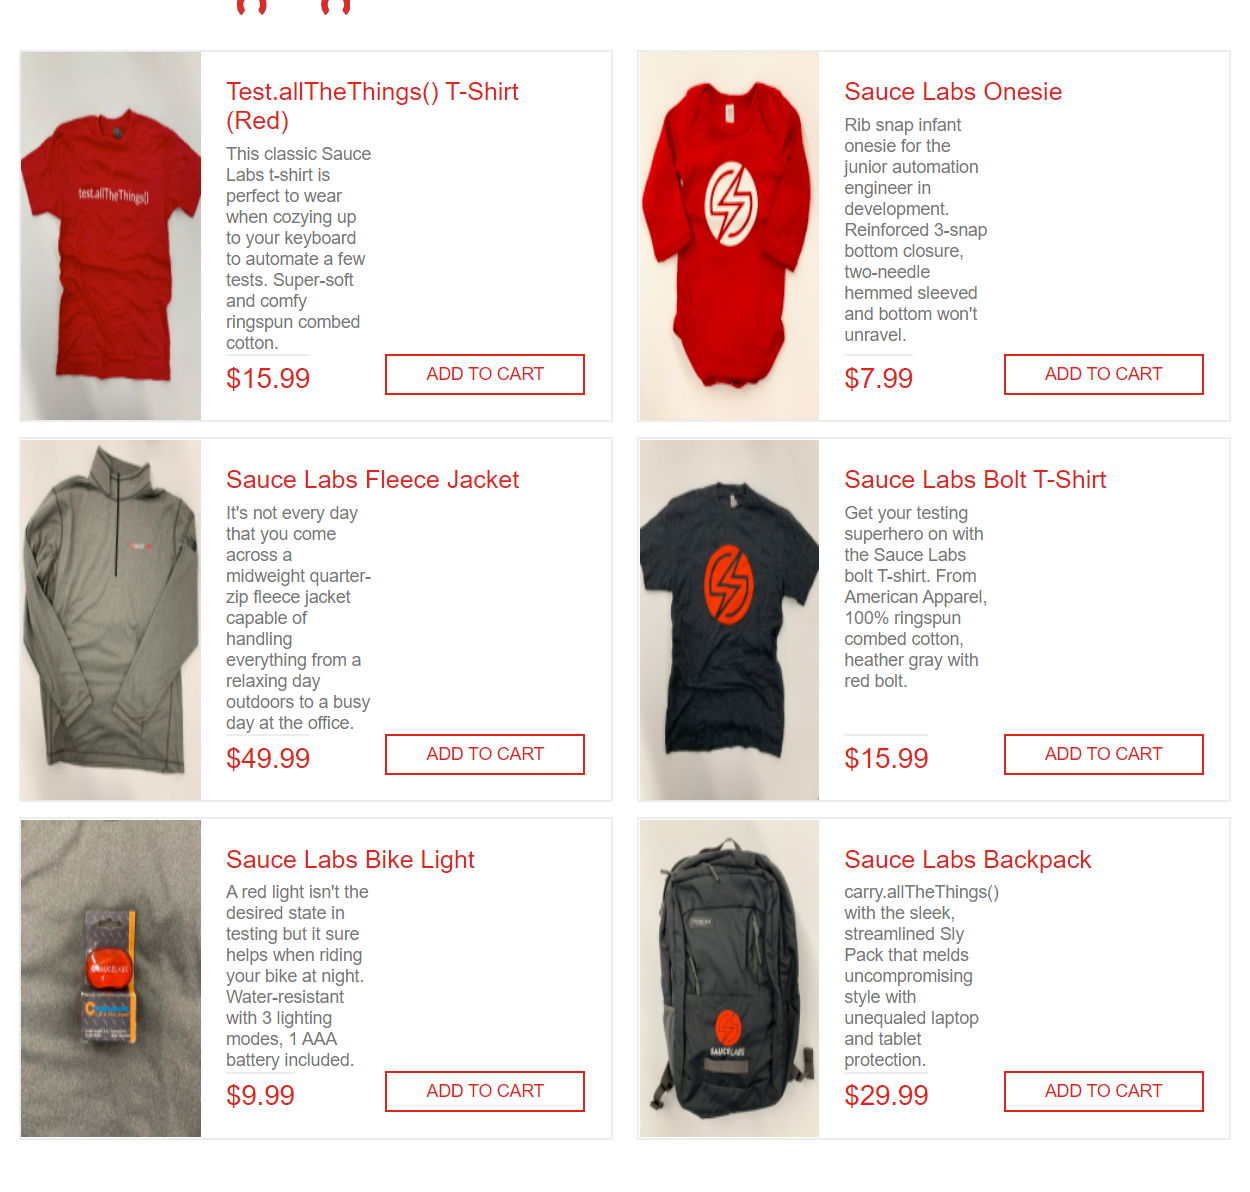 Test.allTheThings() T-Shirt
(Red)
This classic Sauce
Labs t-shirt is
perfect to wear
when cozying up
to your keyboard
to automate a few
tests. Super-soft
and comfy
ringspun combed
cotton.
$15.99
ADD TO CART
test.allTheThings()
Sauce Labs Onesie
Rib snap infant
onesie for the
junior automation
engineer in
development.
Reinforced 3-snap
bottom closure,
two-needle
hemmed sleeved
and bottom won't
unravel.
$7.99
ADD TO CART
Sauce Labs Fleece Jacket
It's not every day
that you come
across a
midweight quarter-
zip fleece jacket
capable of
handling
everything from a
relaxing day
outdoors to a busy
day at the office.
$49.99
ADD TO CART
Sauce Labs Bolt T-Shirt
Get your testing
superhero on with
the Sauce Labs
bolt T-shirt. From
American Apparel,
100% ringspun
combed cotton,
heather gray with
red bolt.
$15.99
ADD TO CART
Sauce Labs Bike Light
A red light isn't the
desired state in
testing but it sure
helps when riding
your bike at night.
Water-resistant
with 3 lighting
modes, 1 AAA
battery included.
$9.99
ADD TO CART
SAUCELABS
Sauce Labs Backpack
carry.allTheThings()
with the sleek,
streamlined Sly
Pack that melds
uncompromising
style with
unequaled laptop
and tablet
protection.
$29.99
ADD TO CART
SAUCELABS